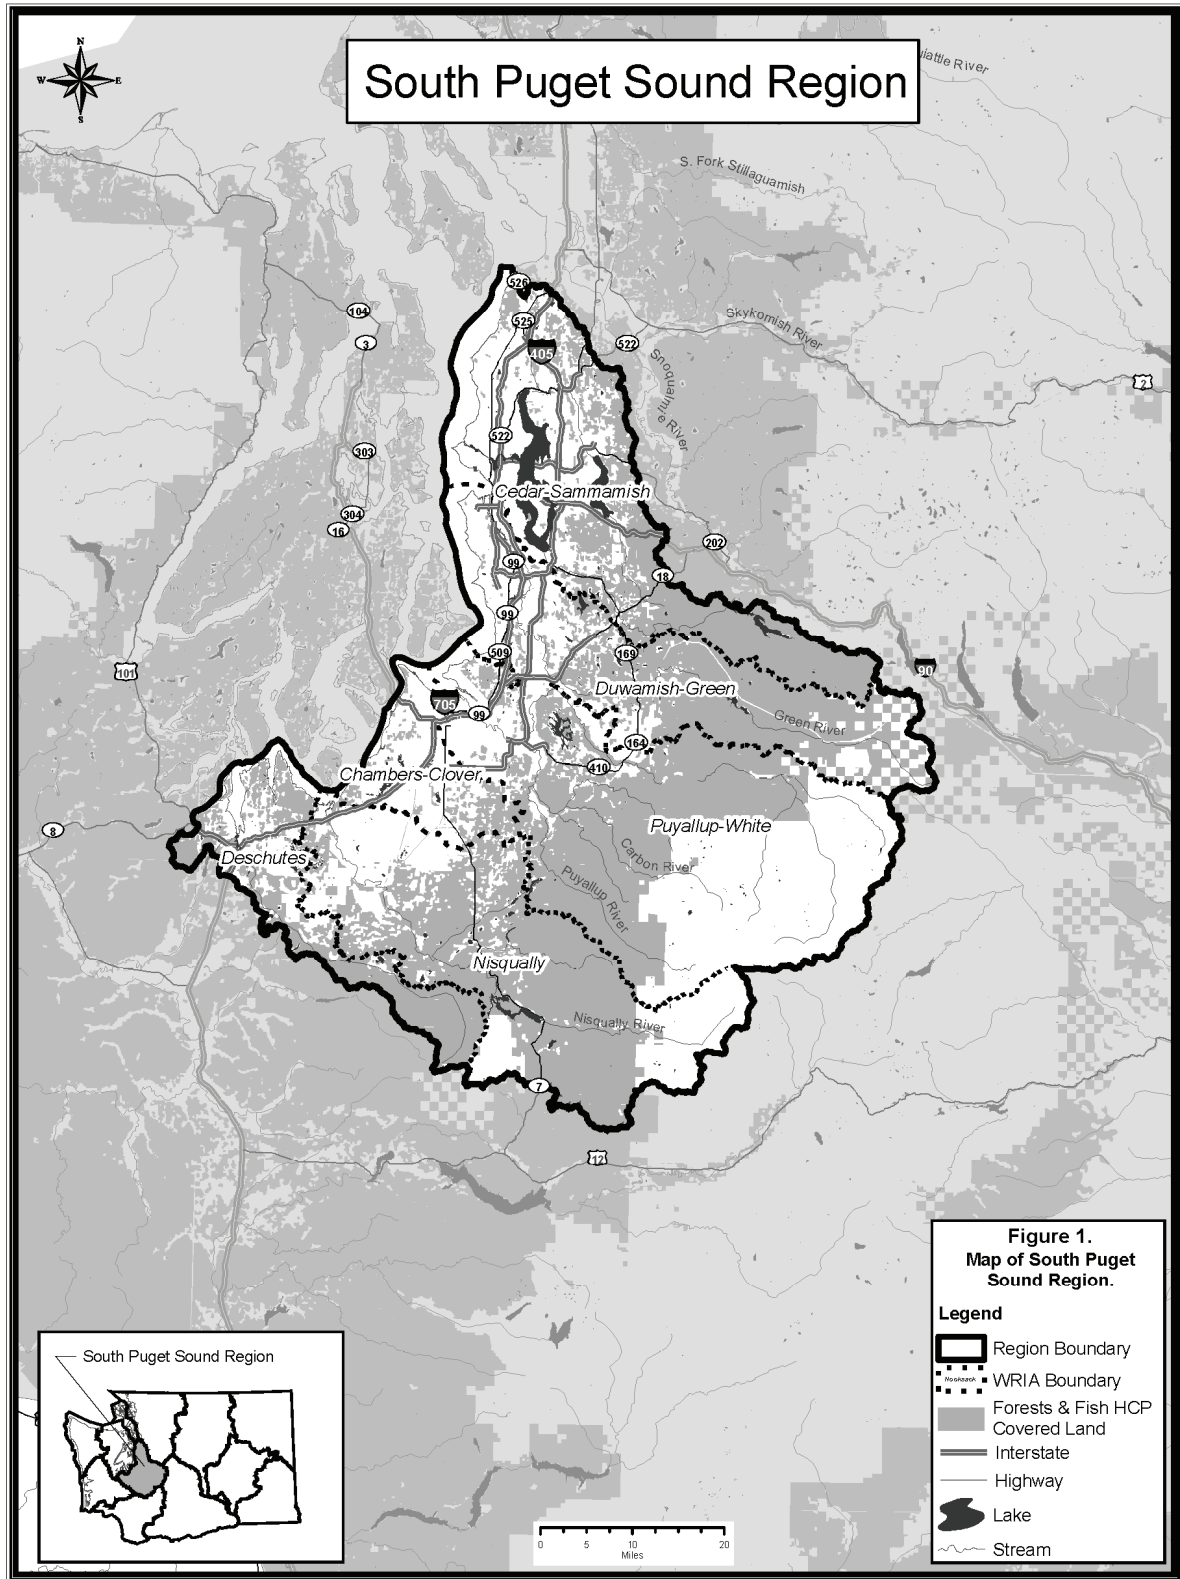 N
W
E
S
South Puget Sound Region
iattle River
S. Fork Stillaguamish
526
104
525
Skykomish River
3
522
405
Snoqualmie River
2
522
303
Cedar-Sammamish
304
16
202
99
18
99
509
169
101
90
Duwamish-Green
705
99
Green River
164
410
Chambers-Clover
Puyallup-White
8
Deschutes
Carbon River
Puyallup River
Nisqually
Nisqually River
7
12
Figure 1.
Map of South Puget
Sound Region.
Legend
Region Boundary
Nooksack
WRIA Boundary
Forests & Fish HCP
Covered Land
Interstate
Highway
Lake
Stream
South Puget Sound Region
0 5 10 20
Miles